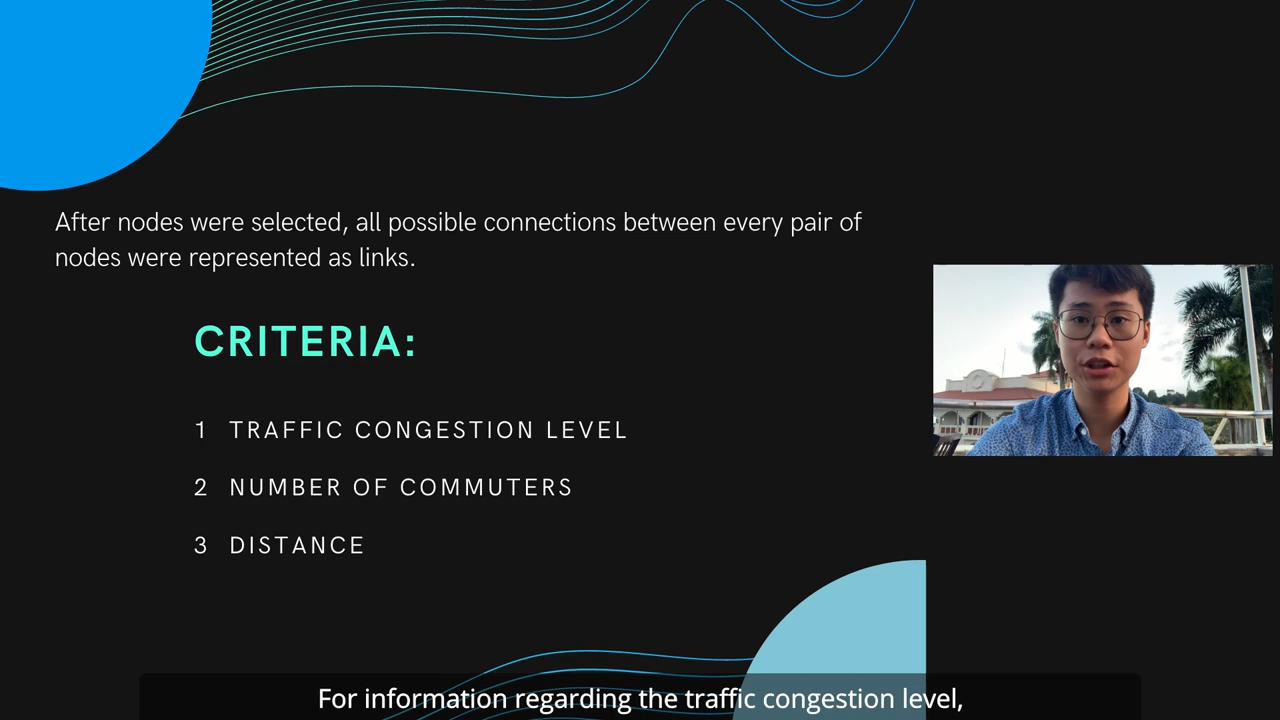 After nodes were selected, all possible connections between every pair of
nodes were represented as links.
CRITERIA:
1 TRAFFIC CONGESTION LEVEL
2 NUMBER OF COMMUTERS
3 DISTANCE
For information regarding the traffic congestion level,